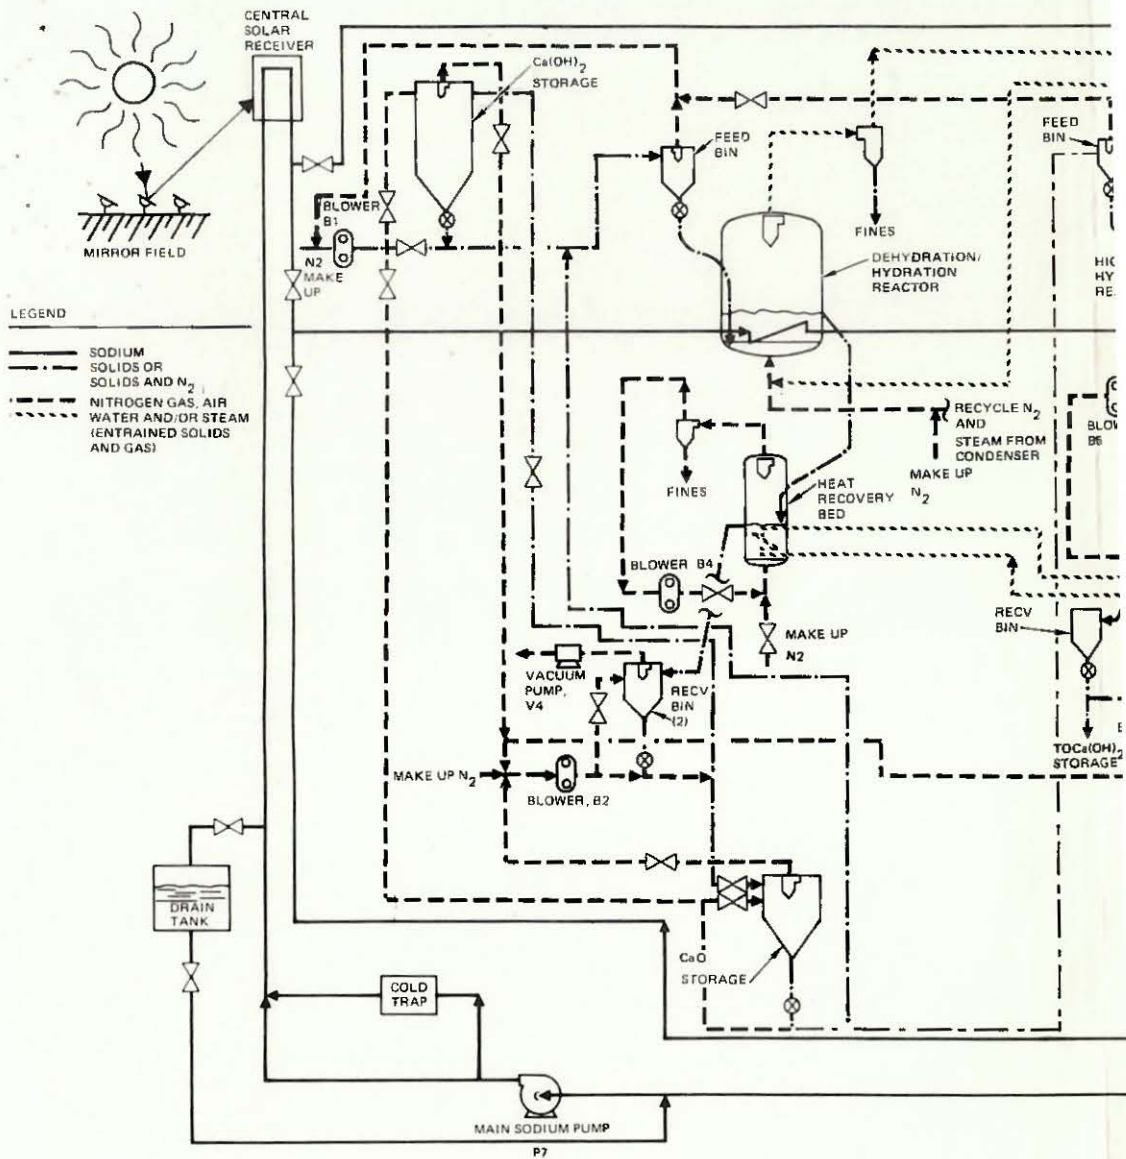 CENTRAL
SOLAR
RECEIVER
Ca(OH)2
STORAGE
FEED
BIN
FEED
BIN
BLOWER
B1
N2
MAKE
UP
MIRROR FIELD
FINES
DEHYDRATION/
HYDRATION
REACTOR
LEGEND
SODIUM
SOLIDS OR
SOLIDS AND N2
NITROGEN GAS, AIR
WATER AND/OR STEAM
(ENTRAINED SOLIDS
AND GAS)
RECYCLE N2
AND
STEAM FROM
CONDENSER
MAKE UP
N2
FINES
HEAT
RECOVERY
BED
B5
BLOWER B4
MAKE UP
N2
RECV
BIN
VACUUM
PUMP,
V4
RECV
BIN
(2)
MAKE UP N2
BLOWER, B2
TOCa(OH)2
STORAGE
DRAIN
TANK
CaO
STORAGE
COLD
TRAP
MAIN SODIUM PUMP
P7